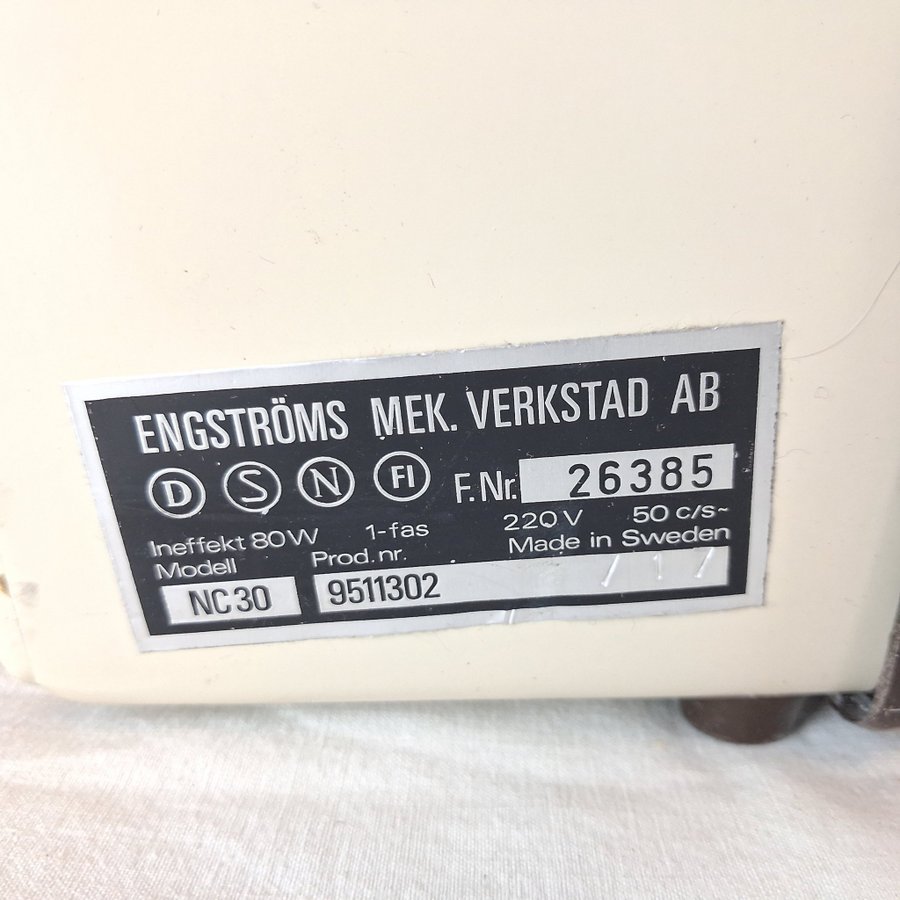 ENGSTRÖMS MEK. VERKSTAD AB
D S N FI F.Nr. 26385
Ineffekt 80W 1-fas 220V 50 c/s~
Modell Prod.nr. Made in Sweden
NC30 9511302